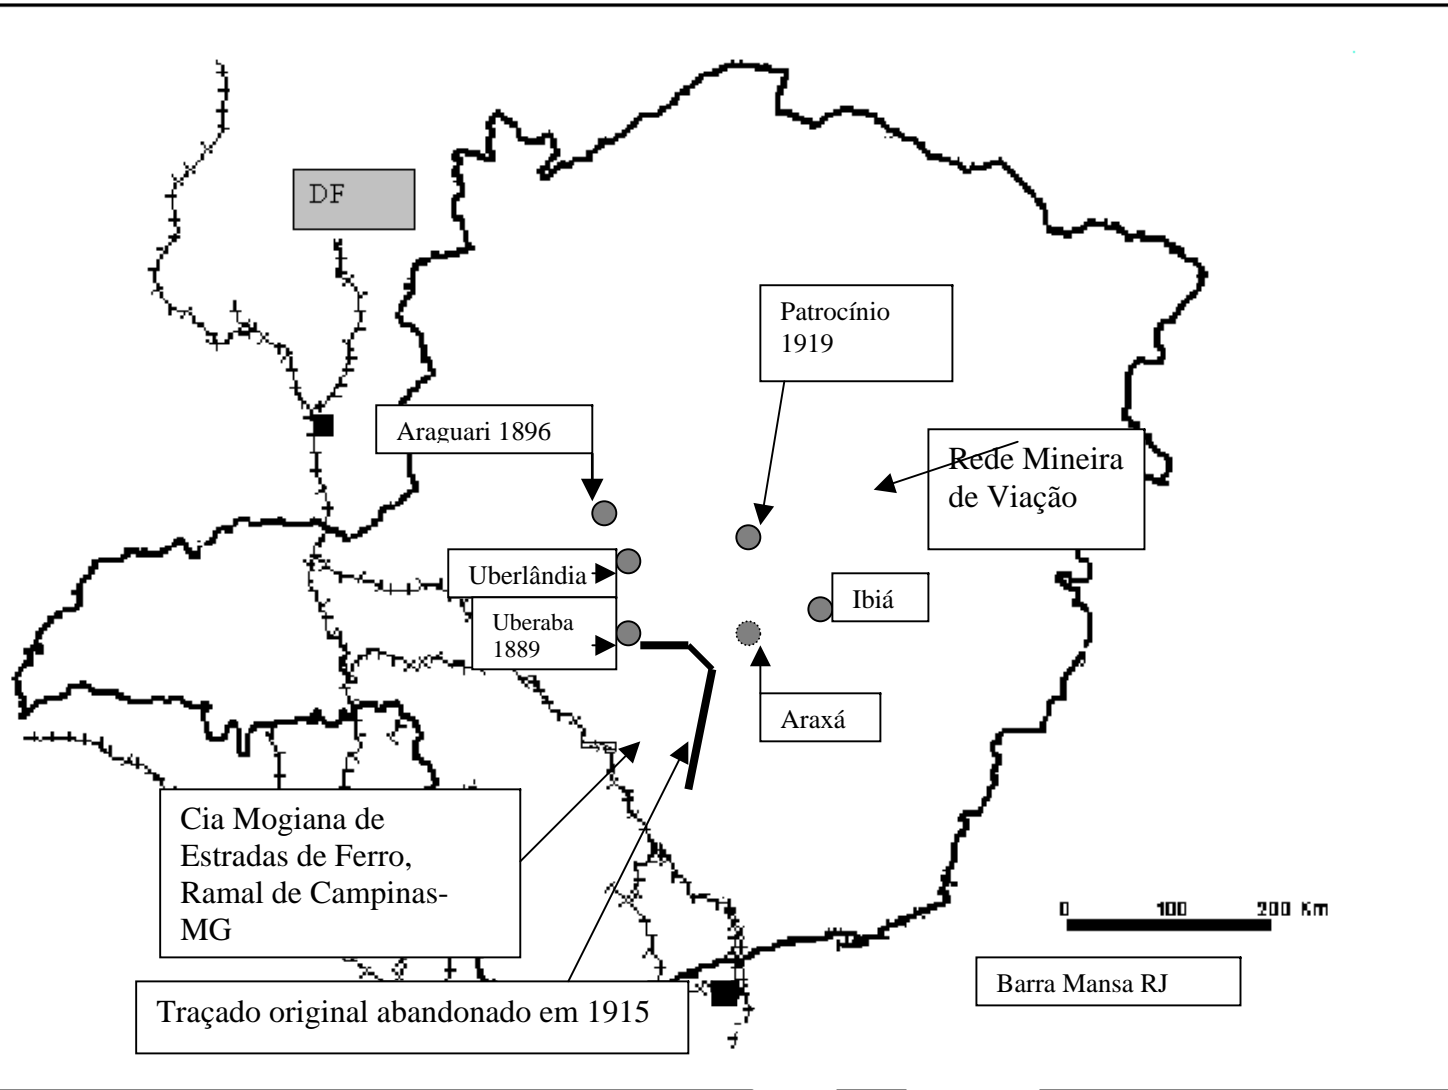 DF
Patrocínio
1919
Araguari 1896
Rede Mineira
de Viação
Uberlândia
Ibiá
Uberaba
1889
Araxá
Cia Mogiana de
Estradas de Ferro,
Ramal de Campinas-
MG
0 100 200 Km
Barra Mansa RJ
Traçado original abandonado em 1915